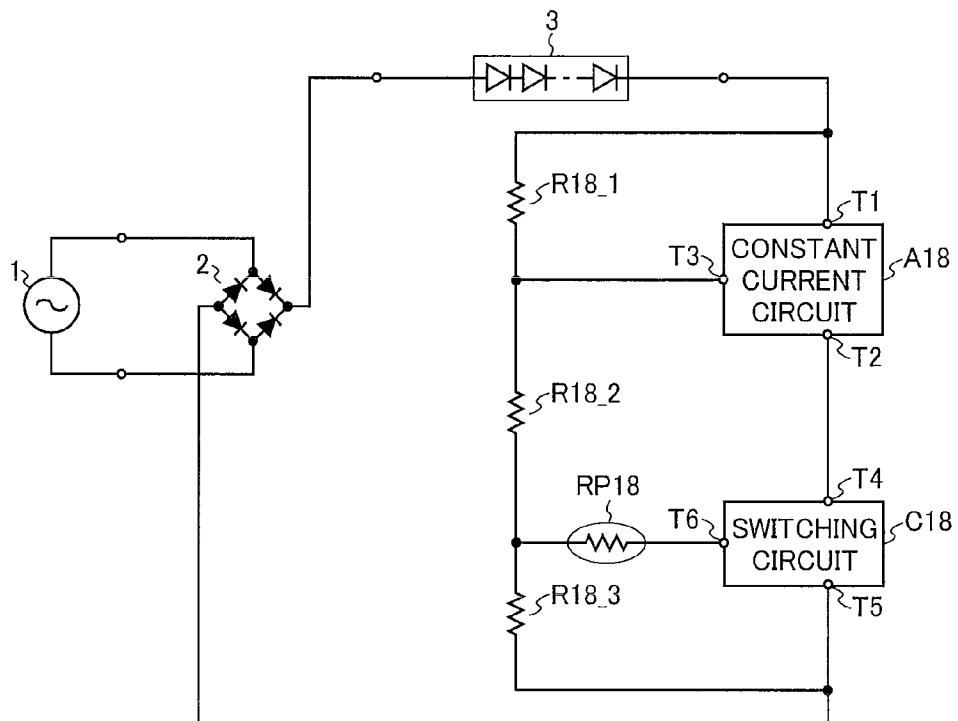 3
R18_1
T1
T3
CONSTANT
CURRENT
CIRCUIT
A18
1
2
T2
R18_2
T4
RP18
T6
SWITCHING
CIRCUIT
C18
R18_3
T5